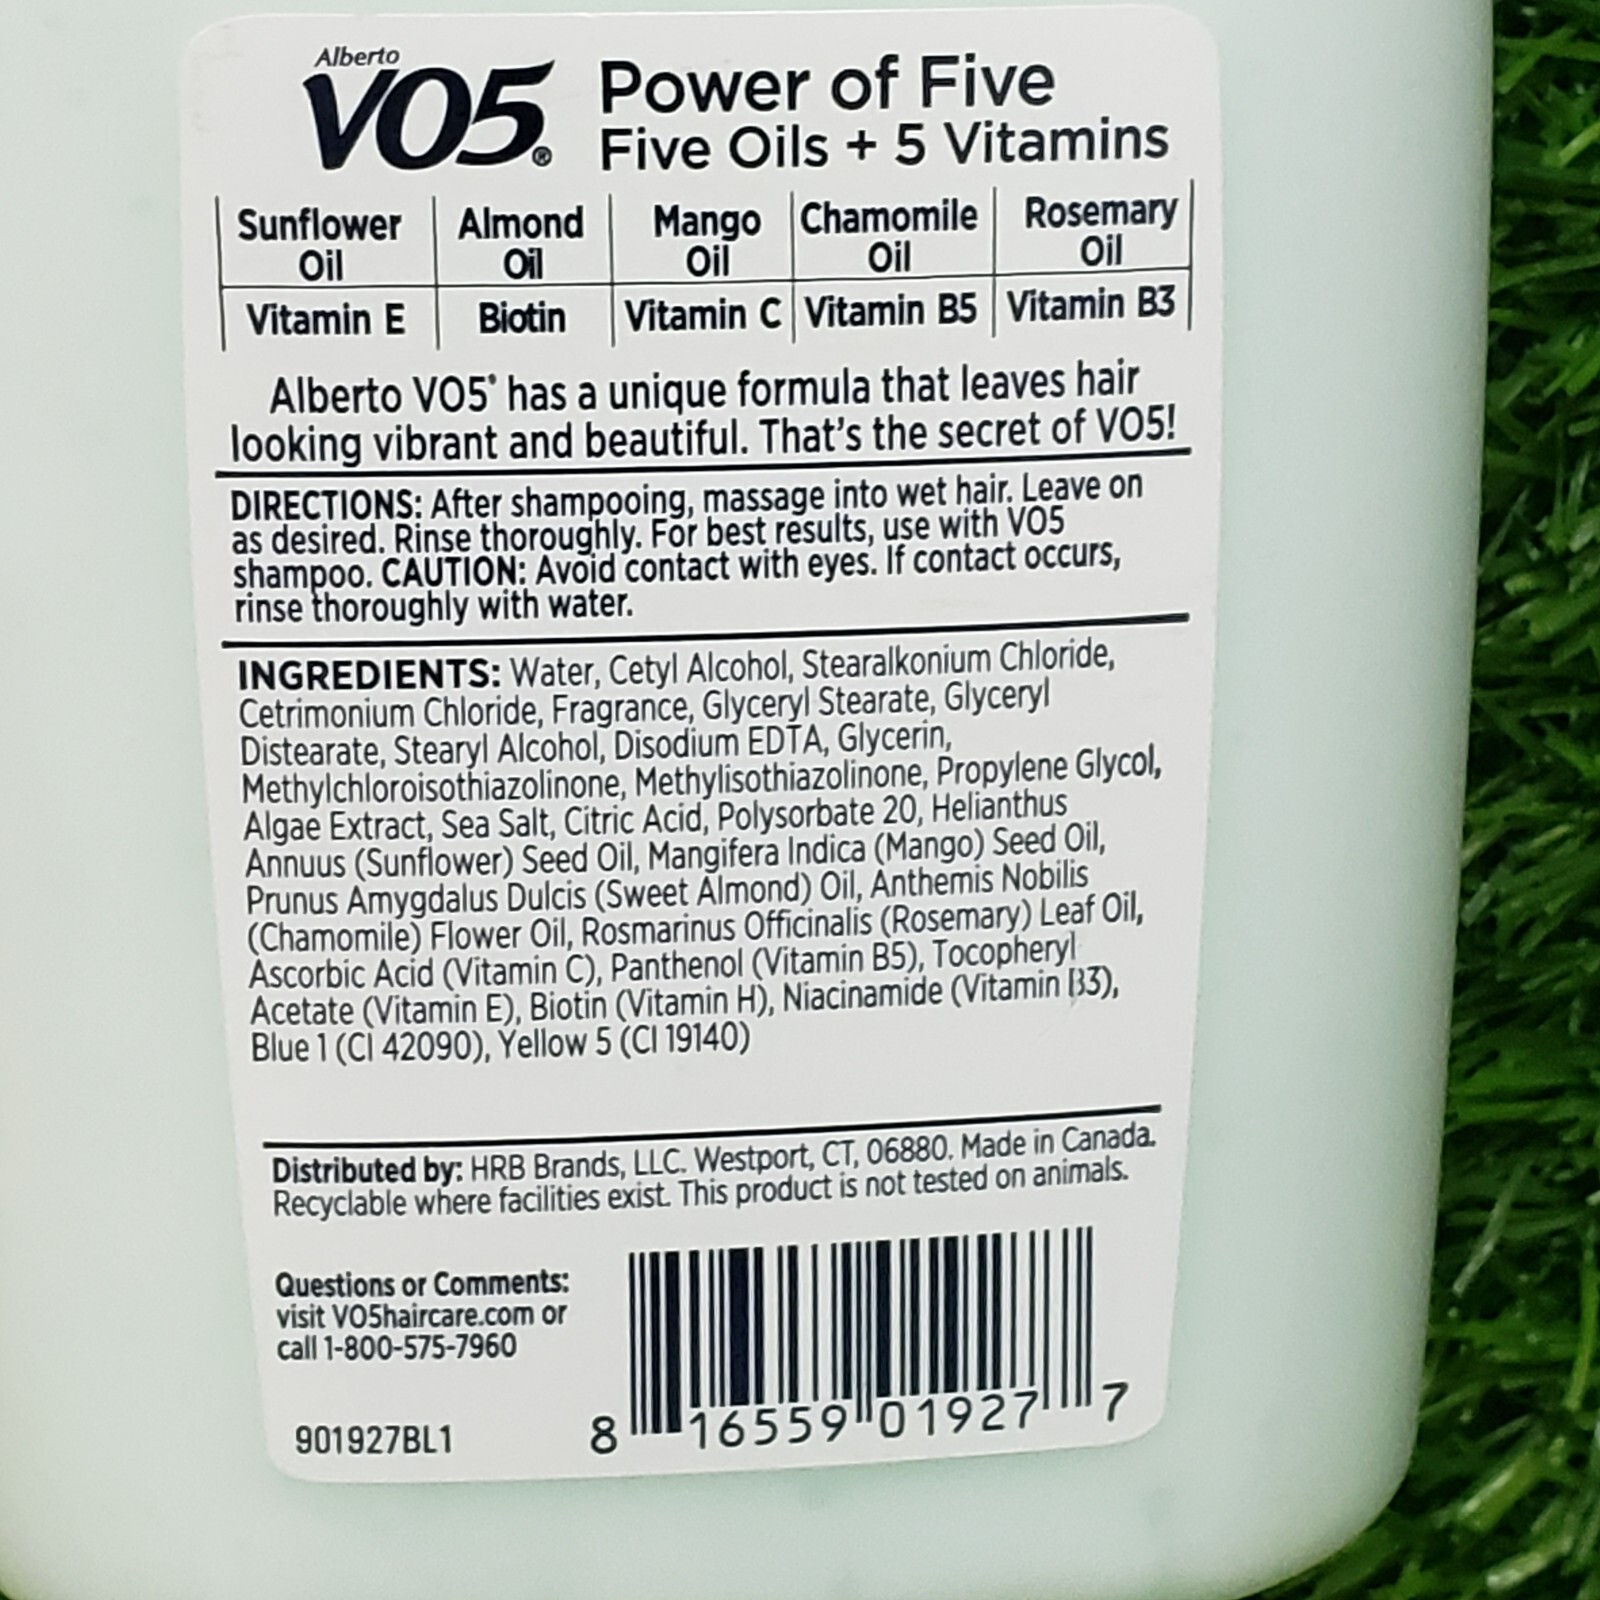 Alberto
VO5®
Power of Five
Five Oils + 5 Vitamins
Sunflower Oil
Almond Oil
Mango Oil
Chamomile Oil
Rosemary Oil
Vitamin E
Biotin
Vitamin C
Vitamin B5
Vitamin B3
Alberto VO5® has a unique formula that leaves hair
looking vibrant and beautiful. That's the secret of VO5!
DIRECTIONS: After shampooing, massage into wet hair. Leave on
as desired. Rinse thoroughly. For best results, use with VO5
shampoo. CAUTION: Avoid contact with eyes. If contact occurs,
rinse thoroughly with water.
INGREDIENTS: Water, Cetyl Alcohol, Stearalkonium Chloride,
Cetrimonium Chloride, Fragrance, Glyceryl Stearate, Glyceryl
Distearate, Stearyl Alcohol, Disodium EDTA, Glycerin,
Methylchloroisothiazolinone, Methylisothiazolinone, Propylene Glycol,
Algae Extract, Sea Salt, Citric Acid, Polysorbate 20, Helianthus
Annuus (Sunflower) Seed Oil, Mangifera Indica (Mango) Seed Oil,
Prunus Amygdalus Dulcis (Sweet Almond) Oil, Anthemis Nobilis
(Chamomile) Flower Oil, Rosmarinus Officinalis (Rosemary) Leaf Oil,
Ascorbic Acid (Vitamin C), Panthenol (Vitamin B5), Tocopheryl
Acetate (Vitamin E), Biotin (Vitamin H), Niacinamide (Vitamin B3),
Blue 1 (CI 42090), Yellow 5 (CI 19140)
Distributed by: HRB Brands, LLC. Westport, CT, 06880. Made in Canada.
Recyclable where facilities exist. This product is not tested on animals.
Questions or Comments:
visit VO5haircare.com or
call 1-800-575-7960
901927BL1
8 16559 01927 7